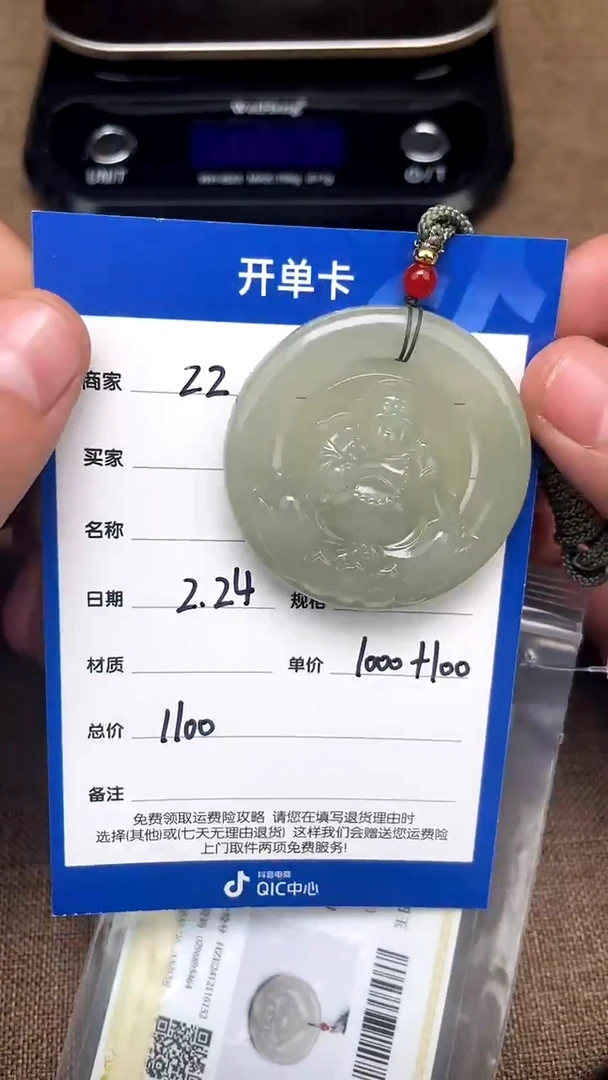 UNIT
开单卡
商家 22
买家
名称
日期 2.24 规格
材质 单价 1000+100
总价 1100
备注
免费领取运费险攻略 请您在填写退货理由时
选择(其他)或(七天无理由退货) 这样我们会赠送您运费险
上门取件两项免费服务!
抖音电商
QIC中心